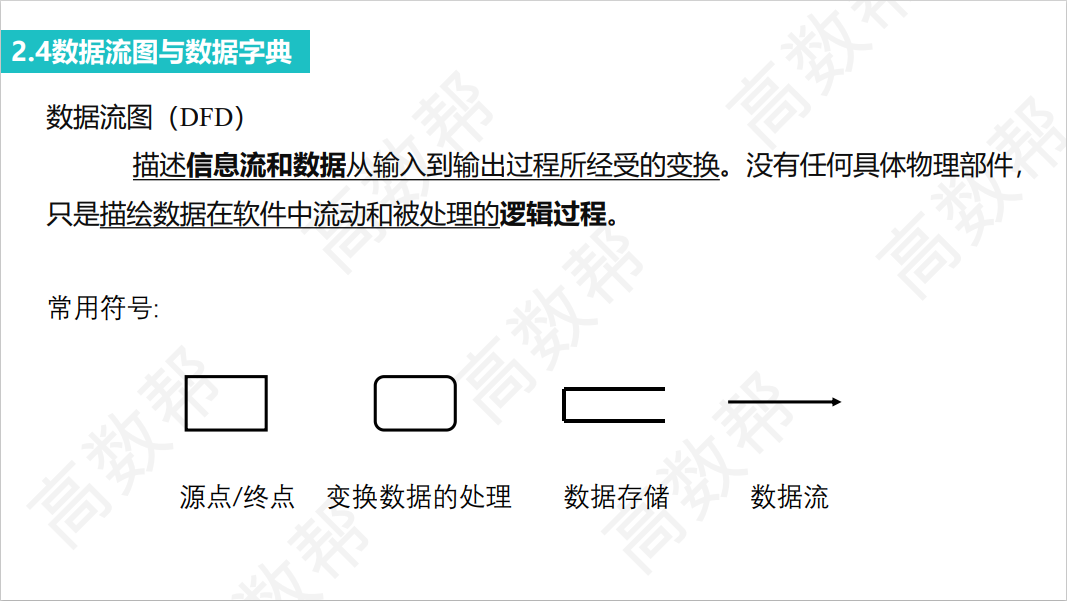 2.4数据流图与数据字典
数据流图（DFD）
描述信息流和数据从输入到输出过程所经受的变换。没有任何具体物理部件，
只是描绘数据在软件中流动和被处理的逻辑过程。
常用符号:
源点/终点 变换数据的处理 数据存储 数据流
高数帮
高数帮
高数帮
高数帮
高数帮
高数帮
数帮